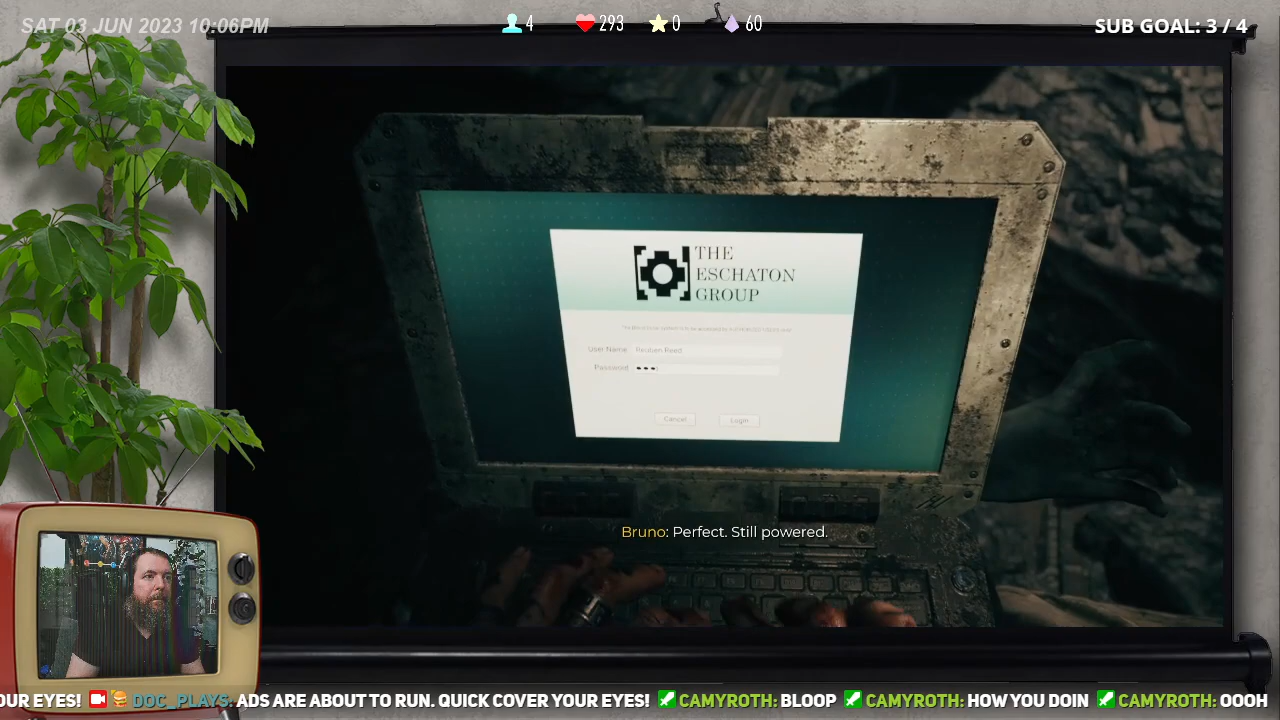 SAT 03 JUN 2023 10:06PM
4
293
0
60
SUB GOAL: 3 / 4
THE
ESCHATON
GROUP
User Name
Reuben Reed
Password
Cancel
Login
Bruno: Perfect. Still powered.
OUR EYES! DOC_PLAYS: ADS ARE ABOUT TO RUN, QUICK COVER YOUR EYES! CAMYROTH: BLOOP CAMYROTH: HOW YOU DOIN CAMYROTH: OOOH